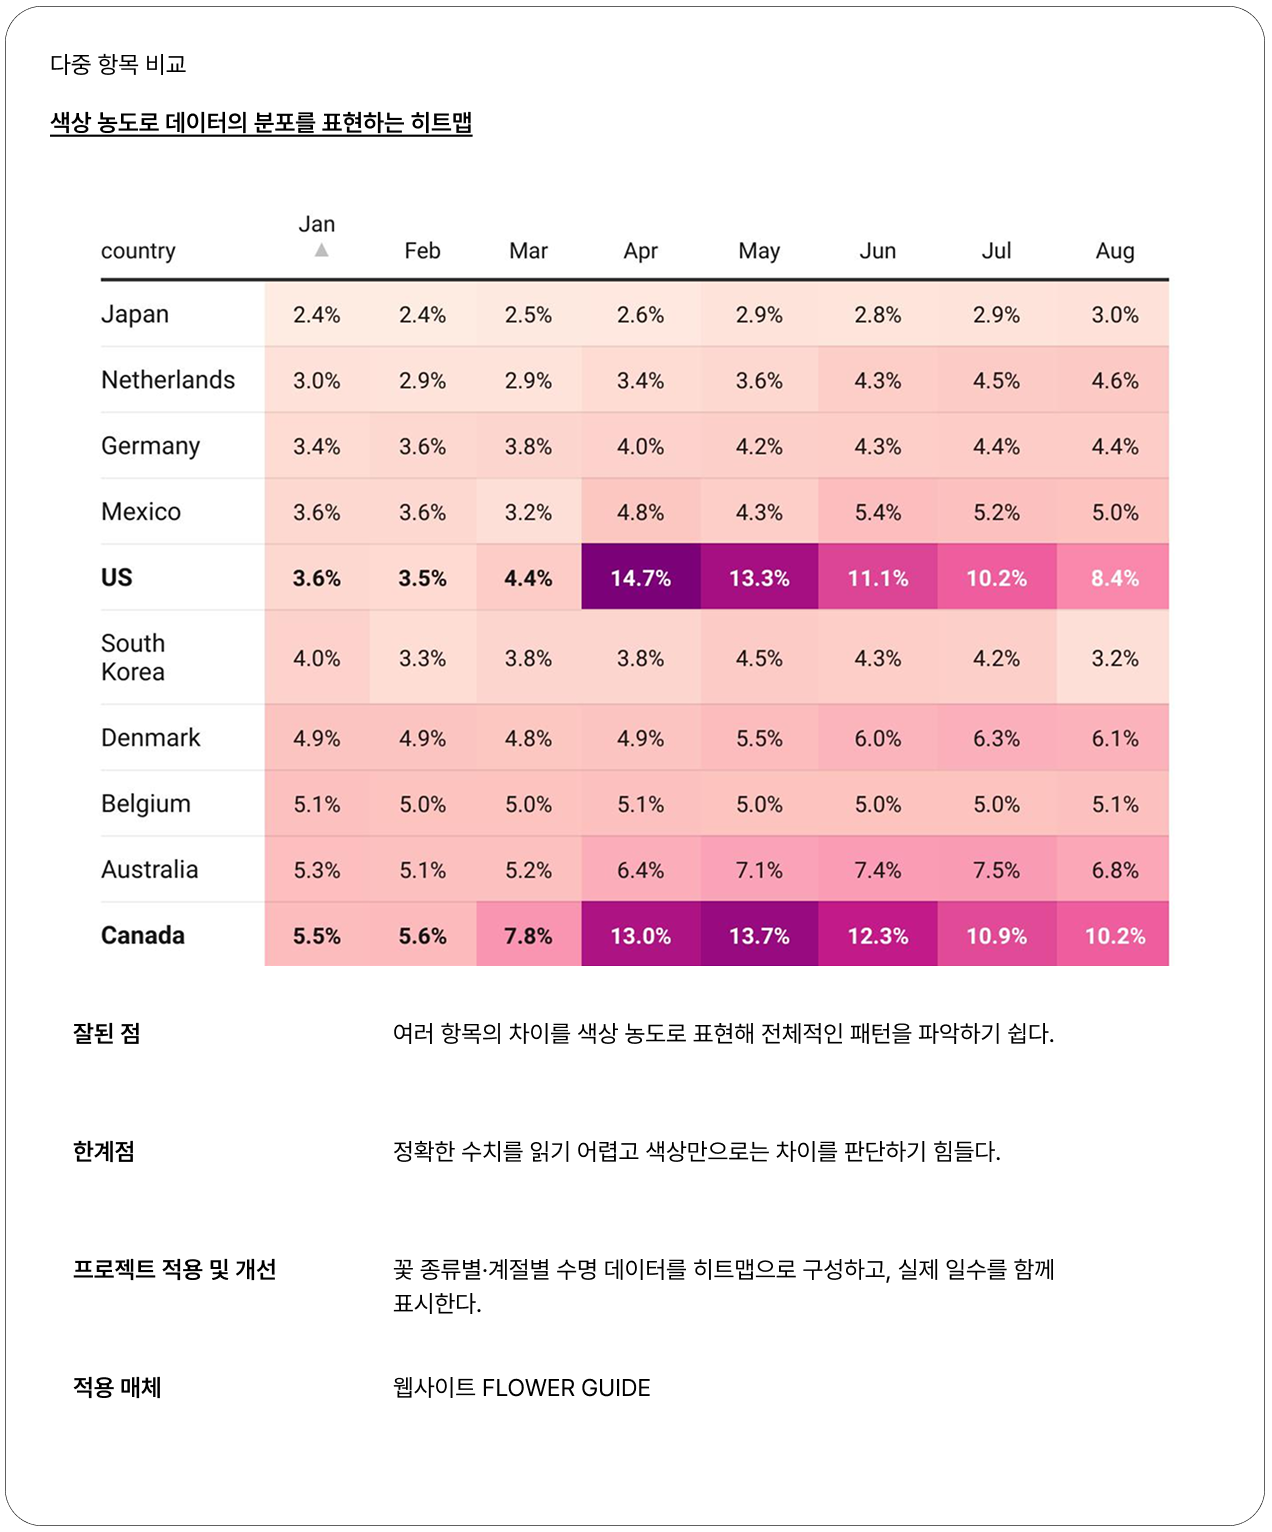 다중 항목 비교
색상 농도로 데이터의 분포를 표현하는 히트맵
country Jan Feb Mar Apr May Jun Jul Aug
Japan 2.4% 2.4% 2.5% 2.6% 2.9% 2.8% 2.9% 3.0%
Netherlands 3.0% 2.9% 2.9% 3.4% 3.6% 4.3% 4.5% 4.6%
Germany 3.4% 3.6% 3.8% 4.0% 4.2% 4.3% 4.4% 4.4%
Mexico 3.6% 3.6% 3.2% 4.8% 4.3% 5.4% 5.2% 5.0%
US 3.6% 3.5% 4.4% 14.7% 13.3% 11.1% 10.2% 8.4%
South
Korea 4.0% 3.3% 3.8% 3.8% 4.5% 4.3% 4.2% 3.2%
Denmark 4.9% 4.9% 4.8% 4.9% 5.5% 6.0% 6.3% 6.1%
Belgium 5.1% 5.0% 5.0% 5.1% 5.0% 5.0% 5.0% 5.1%
Australia 5.3% 5.1% 5.2% 6.4% 7.1% 7.4% 7.5% 6.8%
Canada 5.5% 5.6% 7.8% 13.0% 13.7% 12.3% 10.9% 10.2%
잘된 점 여러 항목의 차이를 색상 농도로 표현해 전체적인 패턴을 파악하기 쉽다.
한계점 정확한 수치를 읽기 어렵고 색상만으로는 차이를 판단하기 힘들다.
프로젝트 적용 및 개선 꽃 종류별·계절별 수명 데이터를 히트맵으로 구성하고, 실제 일수를 함께
표시한다.
적용 매체 웹사이트 FLOWER GUIDE